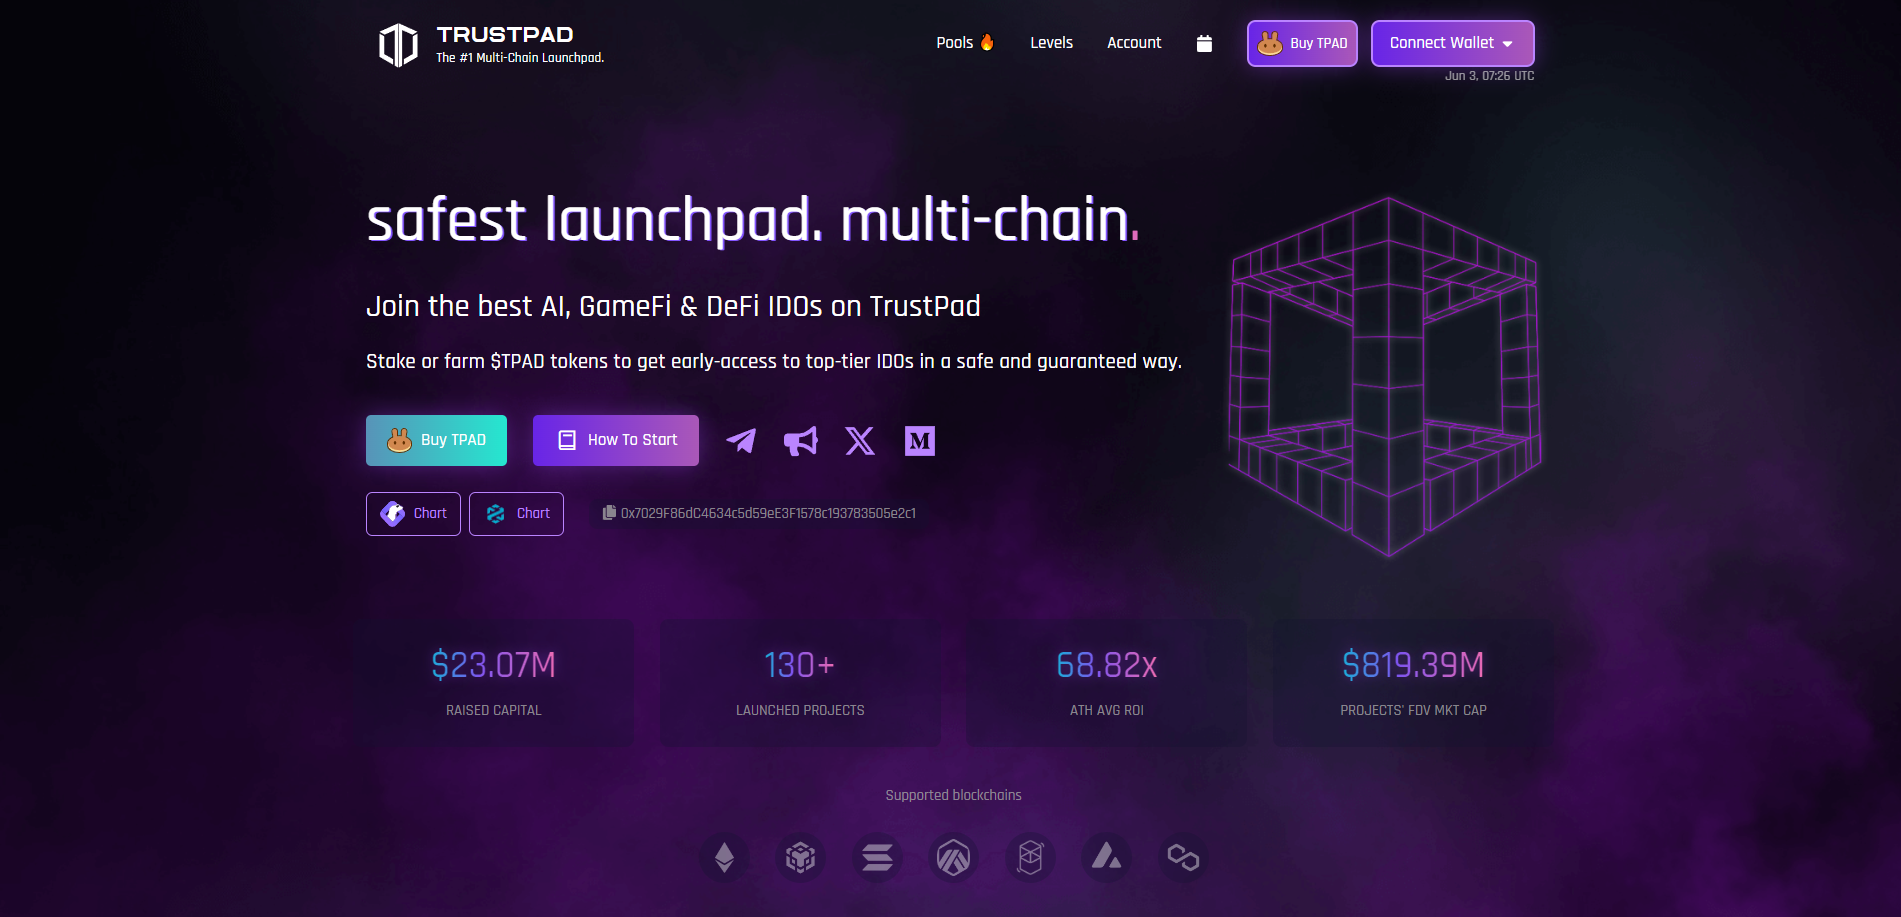 TRUSTPAD
The #1 Multi-Chain Launchpad.
Pools 🔥 Levels Account Buy TPAD Connect Wallet
Jun 3, 07:26 UTC
safest launchpad. multi-chain.
Join the best AI, GameFi & DeFi IDOs on TrustPad
Stake or farm $TPAD tokens to get early-access to top-tier IDOs in a safe and guaranteed way.
Buy TPAD How To Start M
Chart Chart 0x7029F86dC4634c5d59eE3F1578c193783505e2c1
$23.07M 130+ 68.82x $819.39M
RAISED CAPITAL LAUNCHED PROJECTS ATH AVG ROI PROJECTS' FDV MKT CAP
Supported blockchains